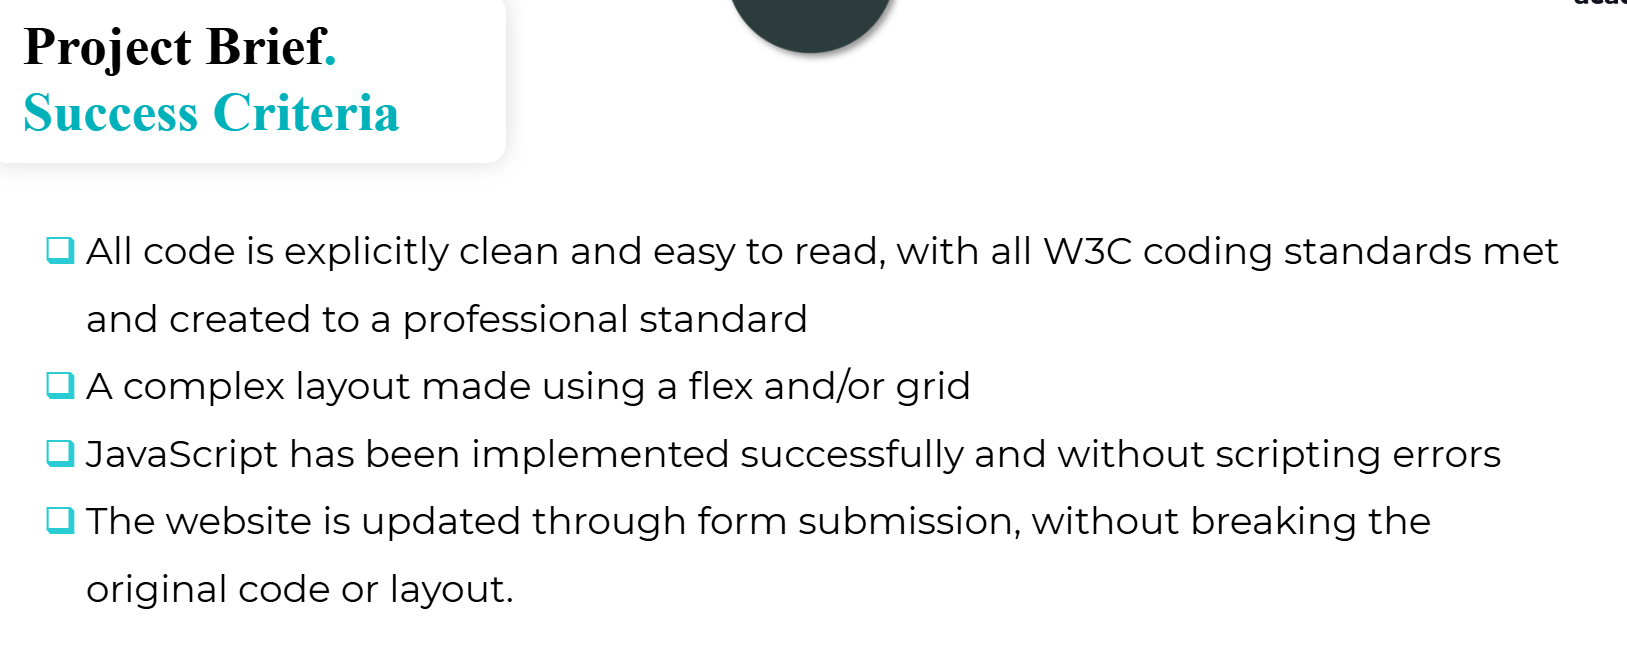 Project Brief.
Success Criteria
All code is explicitly clean and easy to read, with all W3C coding standards met
and created to a professional standard
A complex layout made using a flex and/or grid
JavaScript has been implemented successfully and without scripting errors
The website is updated through form submission, without breaking the
original code or layout.